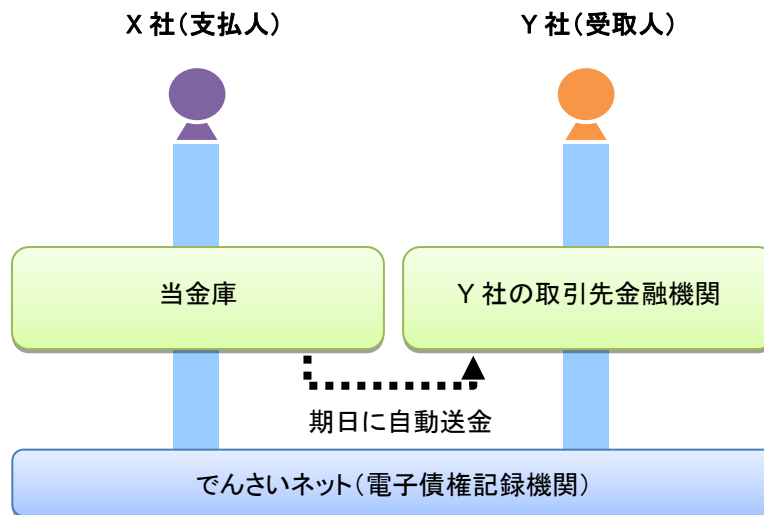 X 社（支払人）
Y 社（受取人）
当金庫
Y 社の取引先金融機関
期日に自動送金
でんさいネット（電子債権記録機関）